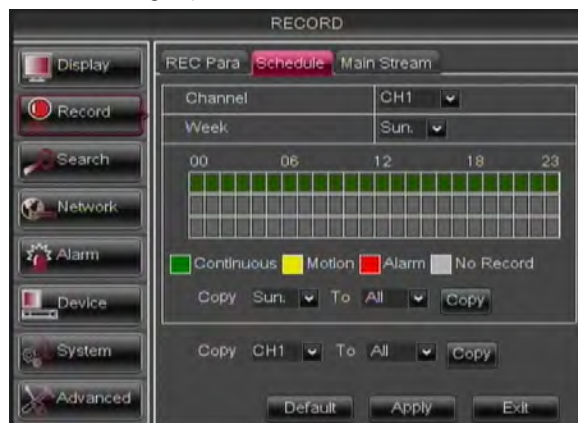 RECORD
Display
Record
Search
Network
Alarm
Device
System
Advanced
REC Para Schedule Main Stream
Channel CH1
Week Sun.
00 06 12 18 23
Continuous Motion Alarm No Record
Copy Sun. To All Copy
Copy CH1 To All Copy
Default Apply Exit